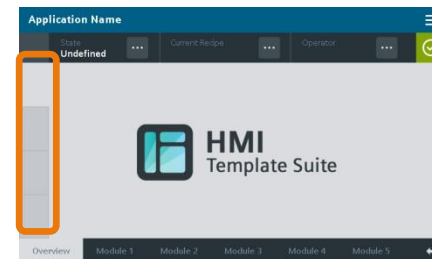 Application Name
State
Current Recipe
Operator
Undefined
HMI
Template Suite
Overview
Module 1
Module 2
Module 3
Module 4
Module 5